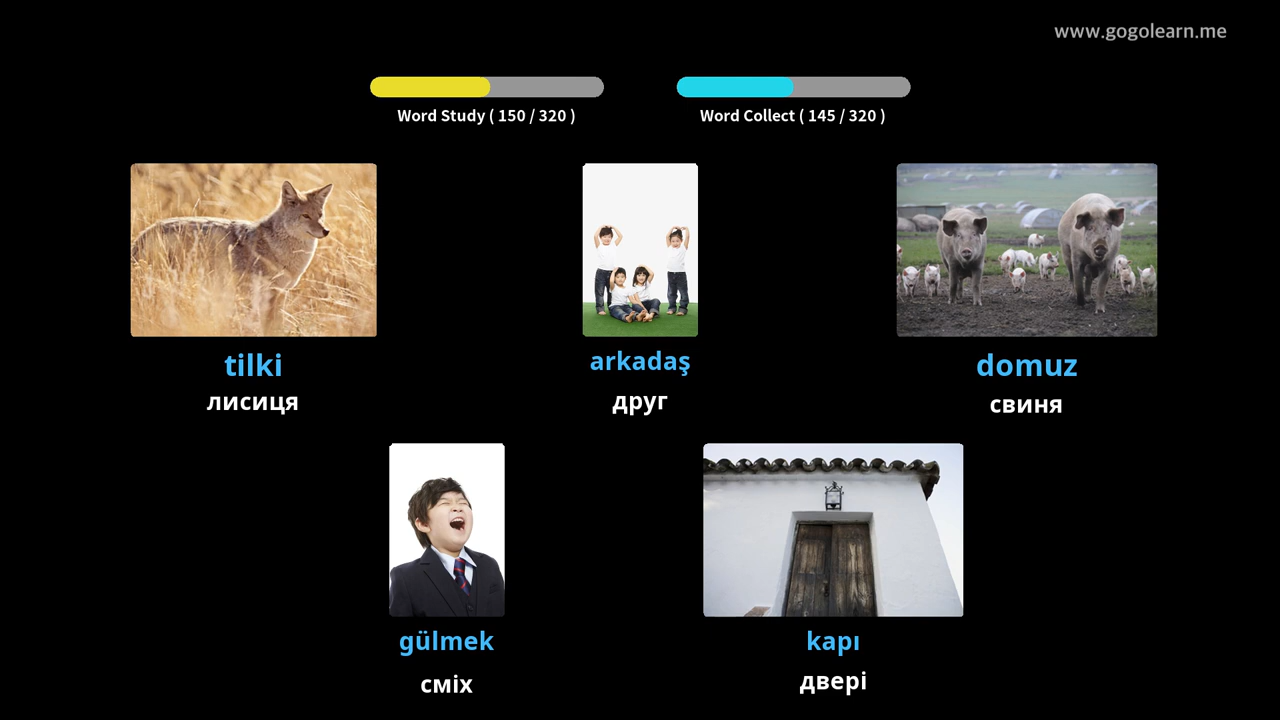 www.gogolearn.me
Word Study ( 150 / 320 )
Word Collect ( 145 / 320 )
tilki
лисиця
arkadaş
друг
domuz
свиня
gülmek
сміх
kapı
двері